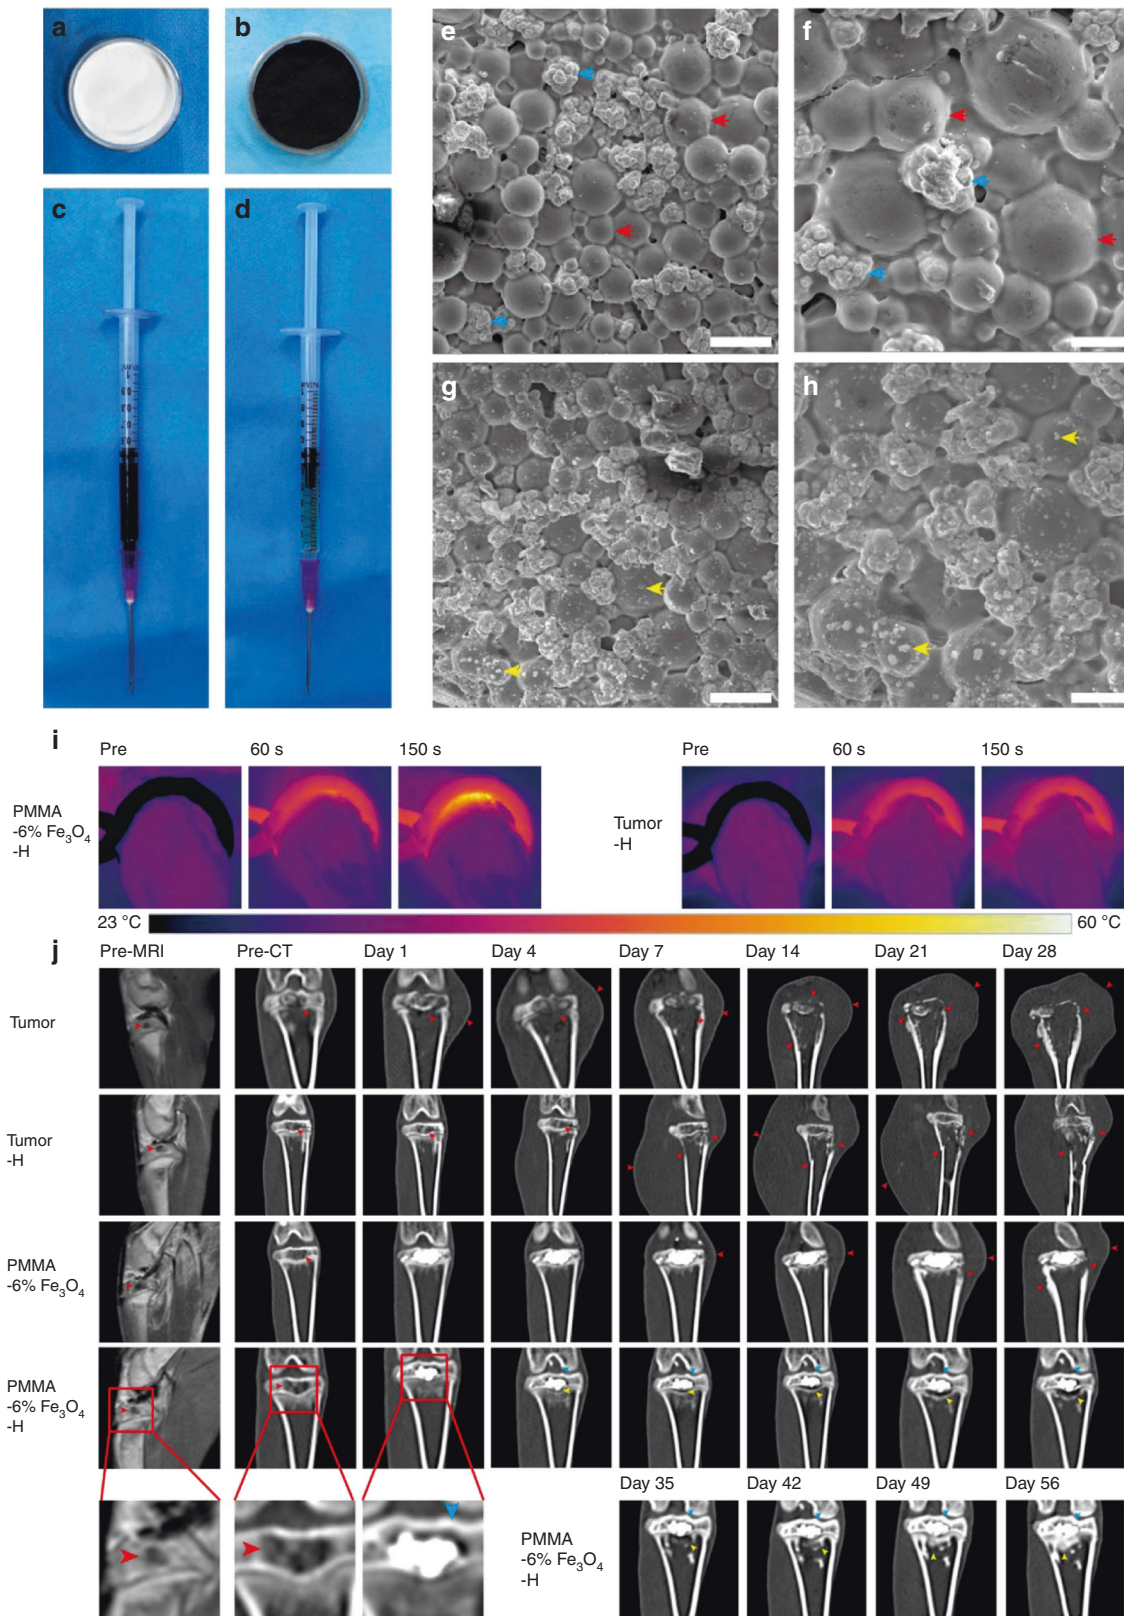 a
b
c
d
e
f
g
h
i
Pre
60 s
150 s
Pre
60 s
150 s
PMMA
-6% Fe₃O₄
-H
Tumor
-H
23 °C
60 °C
j
Pre-MRI
Pre-CT
Day 1
Day 4
Day 7
Day 14
Day 21
Day 28
Tumor
Tumor
-H
PMMA
-6% Fe₃O₄
PMMA
-6% Fe₃O₄
-H
Day 35
Day 42
Day 49
Day 56
PMMA
-6% Fe₃O₄
-H